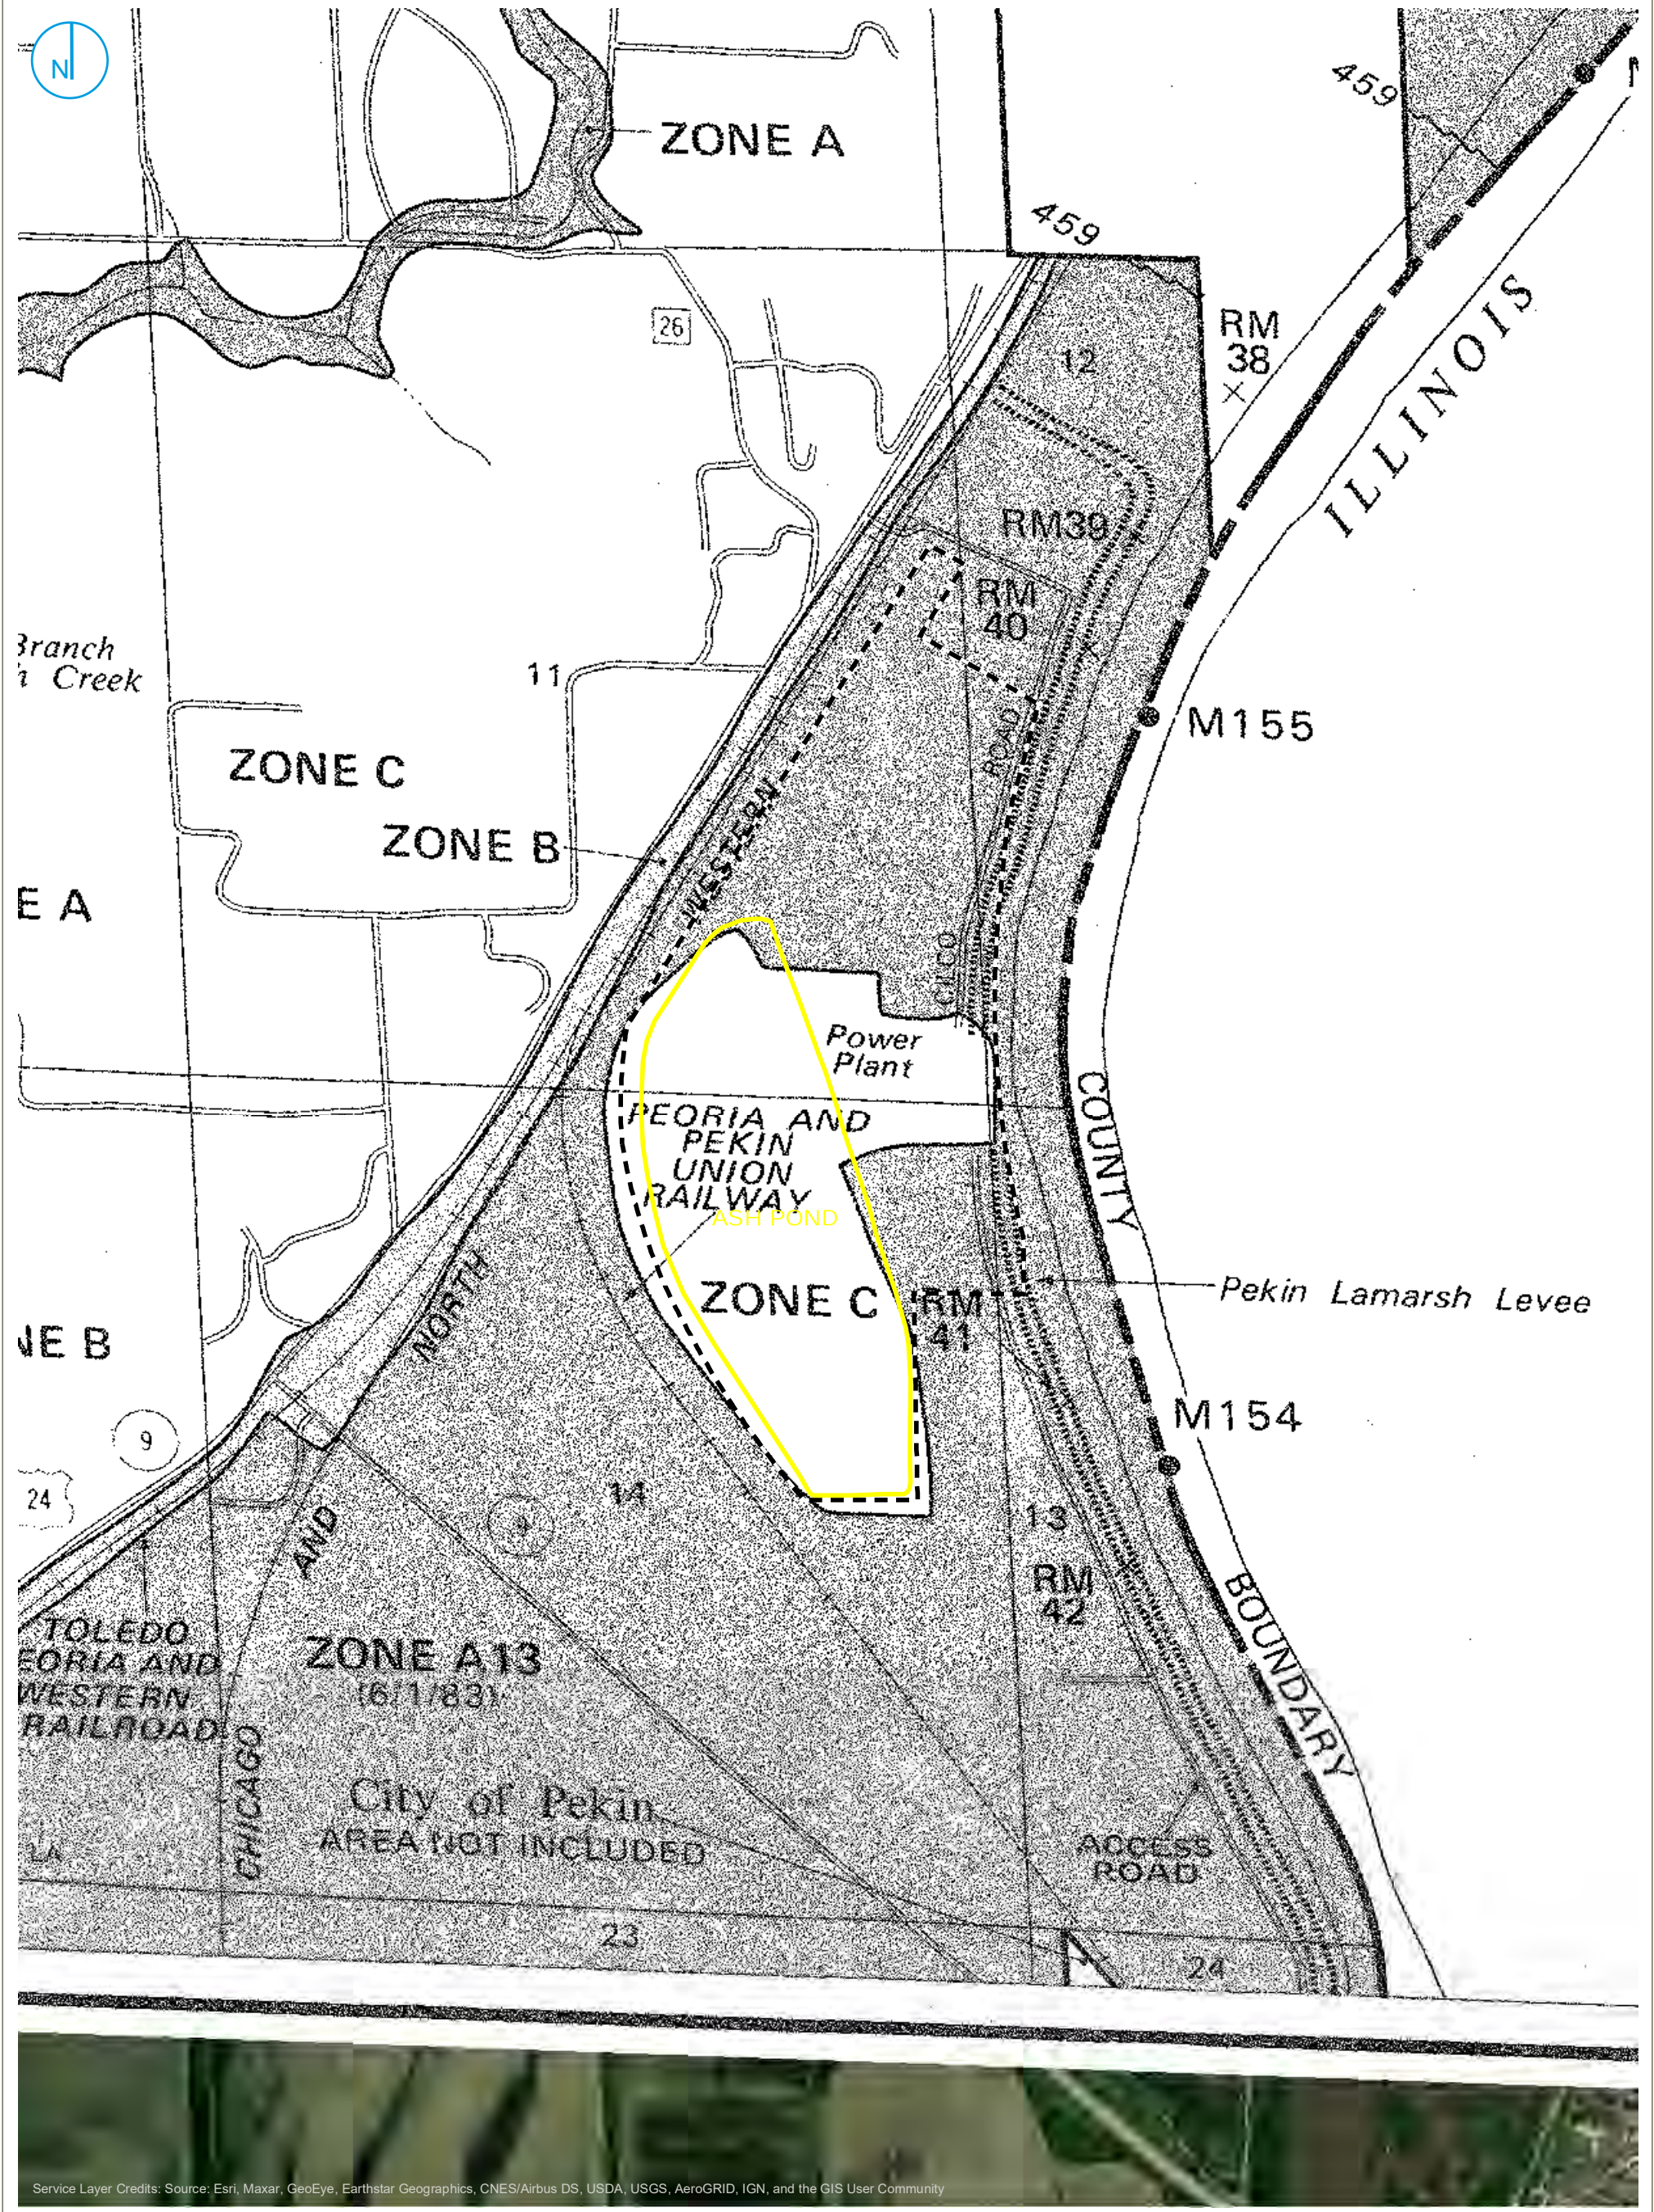 N
ZONE A
459
459
26
RM
38
ILLINOIS
12
RM39
RM
40
Branch
Creek
11
M155
ROAD
ZONE C
WESTERN
ZONE B
E A
CILCO
Power
Plant
COUNTY
PEORIA AND
PEKIN
UNION
RAILWAY
ASH POND
NORTH
ZONE C
RM
41
Pekin Lamarsh Levee
NE B
M154
9
24
14
9
13
AND
RM
42
BOUNDARY
TOLEDO
EORIA AND
WESTERN
RAILROAD
ZONE A13
(6/1/83)
CHICAGO
City of Pekin
AREA NOT INCLUDED
ACCESS
ROAD
LA
23
24
Service Layer Credits: Source: Esri, Maxar, GeoEye, Earthstar Geographics, CNES/Airbus DS, USDA, USGS, AeroGRID, IGN, and the GIS User Community